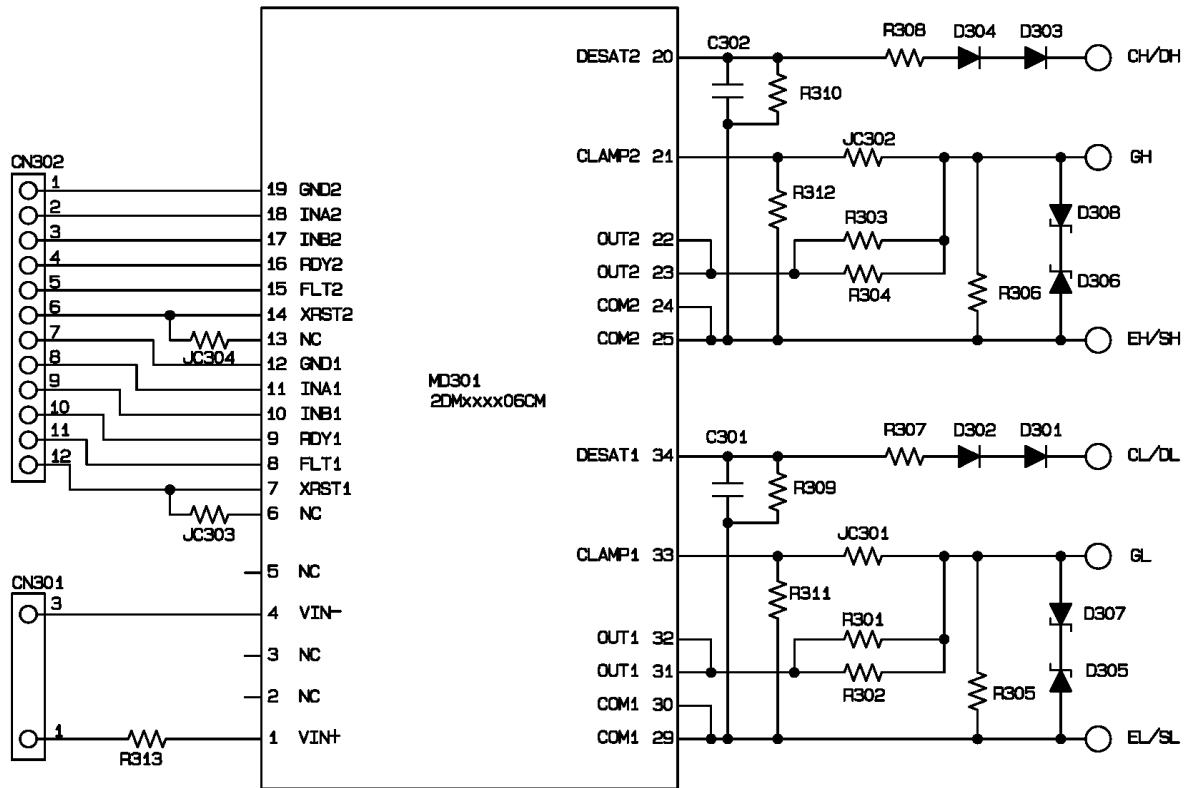 DESAT2 20
C302
R310
R308
D304
D303
CH/DH
CLAMP2 21
JC302
R312
R303
R304
R306
D308
D306
GH
OUT2 22
OUT2 23
COM2 24
COM2 25
EH/SH
CN302
1
2
3
4
5
6
7
8
9
10
11
12
19 GND2
18 INA2
17 INB2
16 RDY2
15 FLT2
14 XRST2
13 NC
JC304
12 GND1
11 INA1
10 INB1
9 RDY1
8 FLT1
7 XRST1
6 NC
JC303
MD301
2DMxxxx06CM
DESAT1 34
C301
R309
R307
D302
D301
CL/DL
CLAMP1 33
JC301
R311
R301
R302
R305
D307
D305
GL
OUT1 32
OUT1 31
COM1 30
COM1 29
EL/SL
CN301
3
1
R313
5 NC
4 VIN-
3 NC
2 NC
1 VIN+